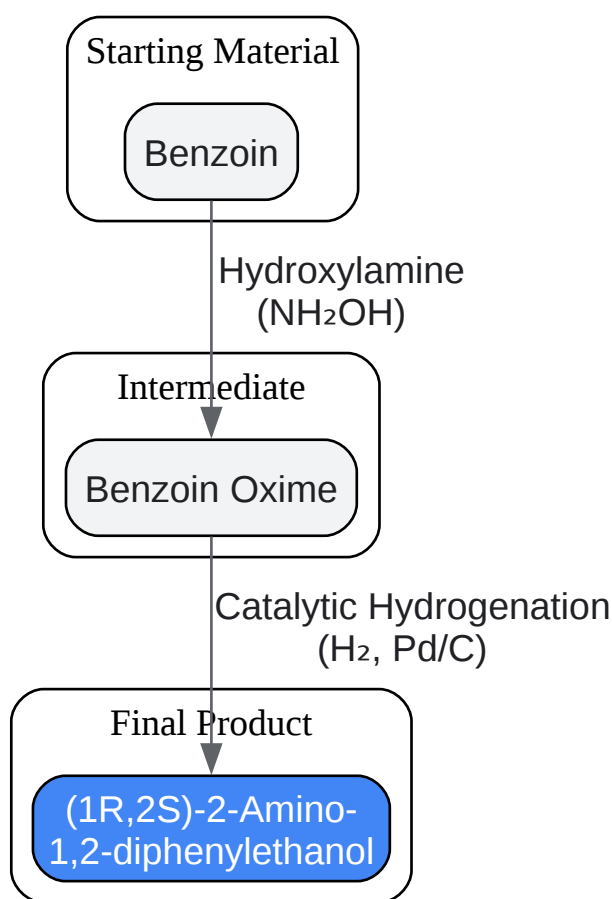 Starting Material
Benzoin
Hydroxylamine
(NH₂OH)
Intermediate
Benzoin Oxime
Catalytic Hydrogenation
(H₂, Pd/C)
Final Product
(1R,2S)-2-Amino-
1,2-diphenylethanol